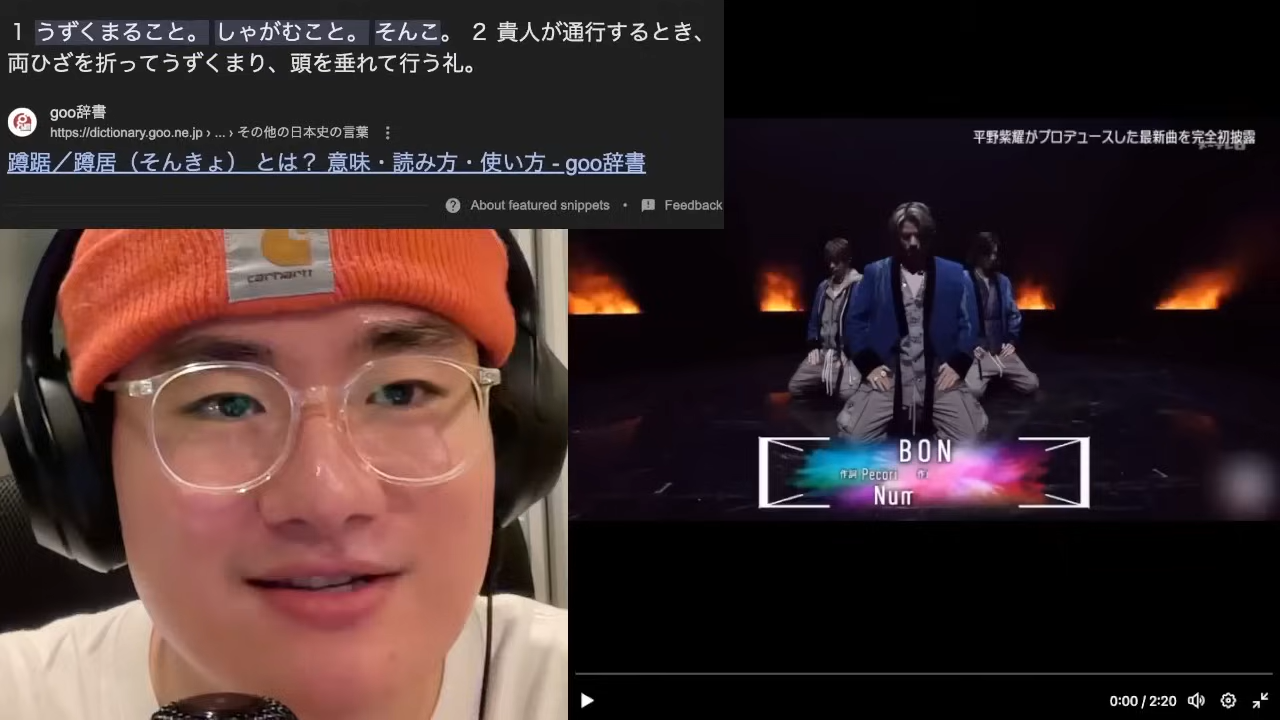 1 うずくまること。 しゃがむこと。 そんこ。 2 貴人が通行するとき、
両ひざを折ってうずくまり、頭を垂れて行う礼。
goo辞書
https://dictionary.goo.ne.jp › ... › その他の日本史の言葉
蹲踞／蹲居（そんきょ） とは？ 意味・読み方・使い方 - goo辞書
About featured snippets • Feedback
平野紫耀がプロデュースした最新曲を完全初披露
carhartt
BON
作詞 Pecori 作
Num
0:00 / 2:20